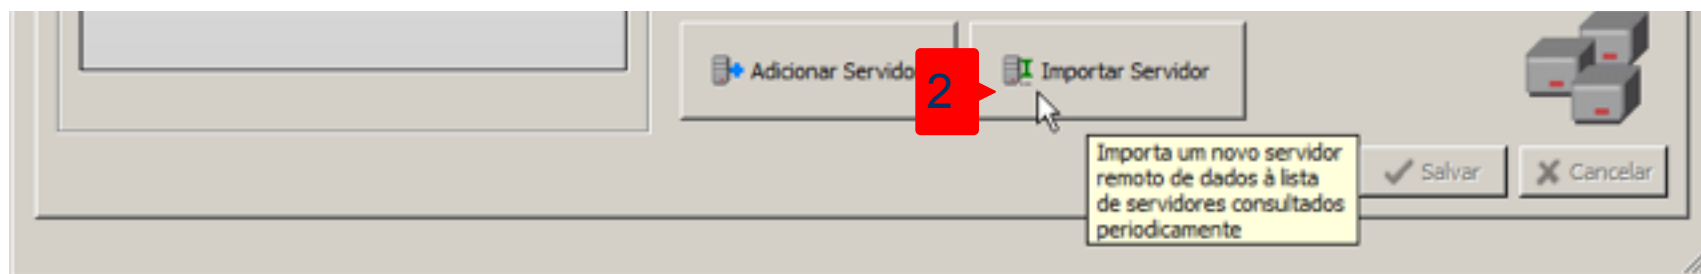 Adicionar Servido
2
Importar Servidor
Importa um novo servidor
remoto de dados à lista
de servidores consultados
periodicamente
Salvar
Cancelar